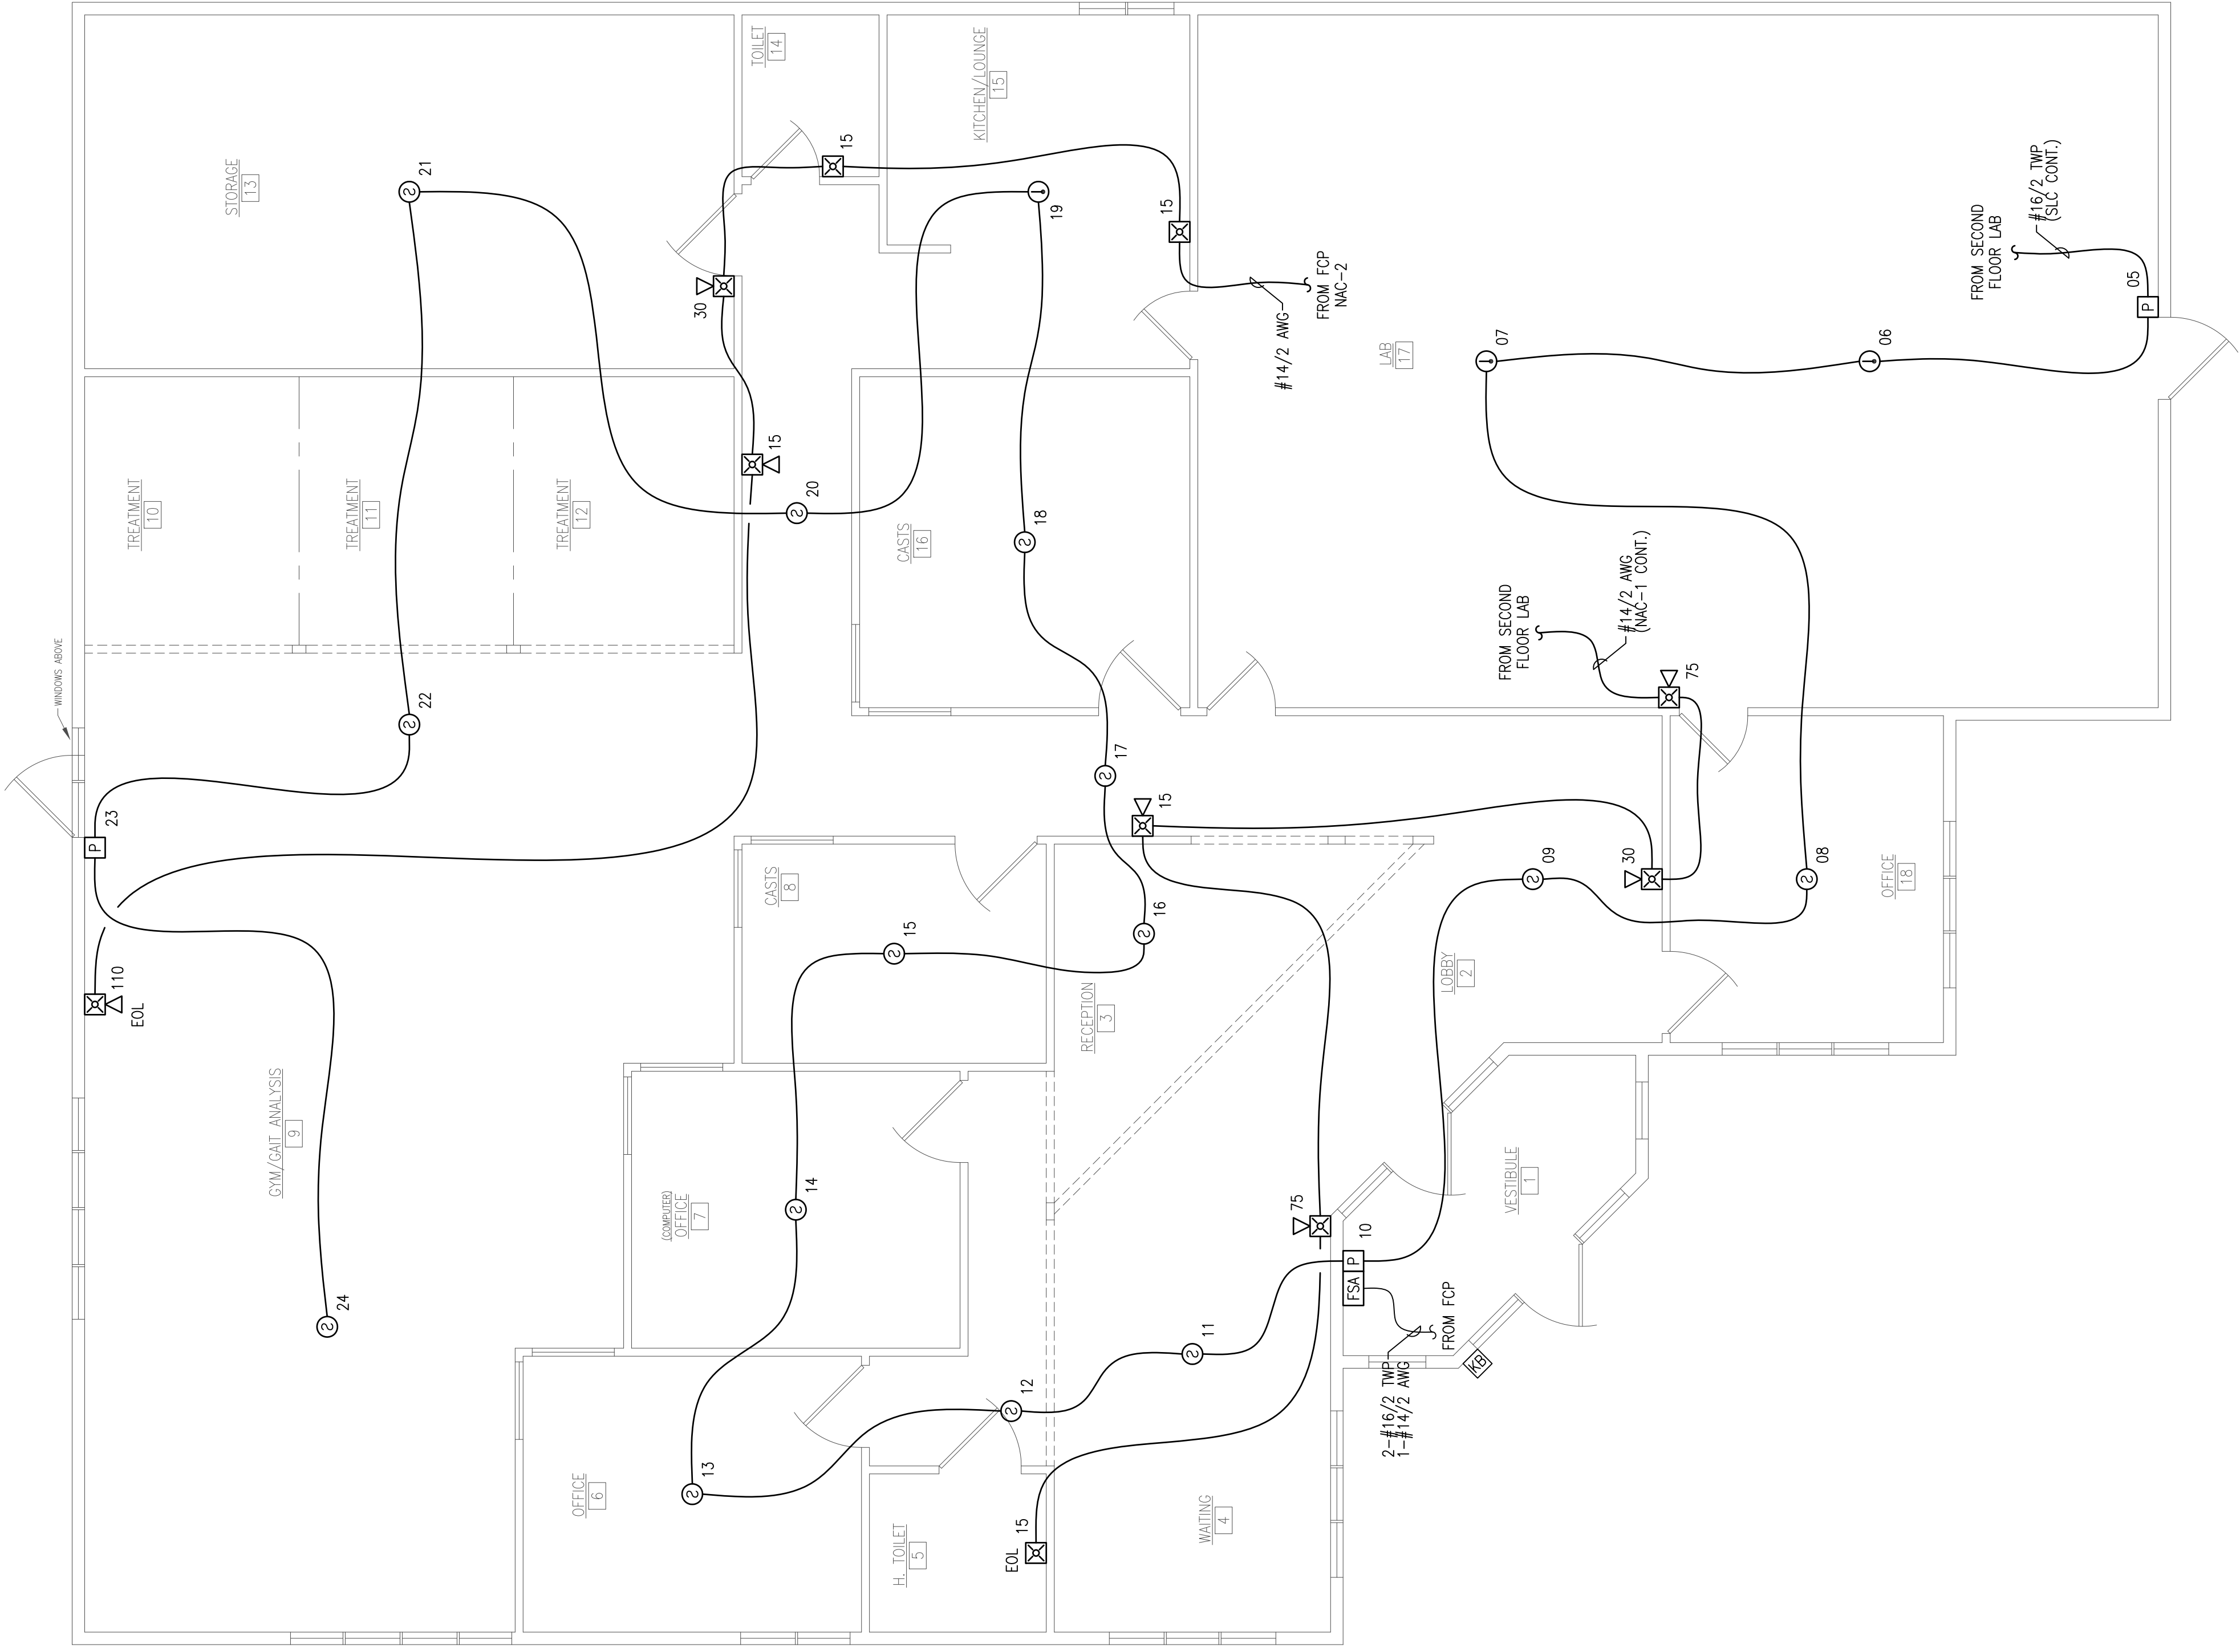 STORAGE
13
TOILET
14
KITCHEN/LOUNGE
15
21
15
19
15
30
FROM FCP
NAC-2
#14/2 AWG
LAB
17
07
06
05
FROM SECOND
FLOOR LAB
#16/2 TWP
(SLC CONT.)
P
TREATMENT
10
TREATMENT
11
TREATMENT
12
15
20
CASTS
16
18
FROM SECOND
FLOOR LAB
#14/2 AWG
(NAC-1 CONT.)
75
WINDOWS ABOVE
22
23
P
17
15
CASTS
8
15
16
09
30
08
OFFICE
18
110
EOL
RECEPTION
3
LOBBY
2
GYM/GAIT ANALYSIS
9
(COMPUTER)
OFFICE
7
14
75
10
P
FSA
VESTIBULE
1
24
11
12
FROM FCP
2-#16/2 TWP
1-#14/2 AWG
KB
13
OFFICE
6
H. TOILET
5
15
EOL
WAITING
4